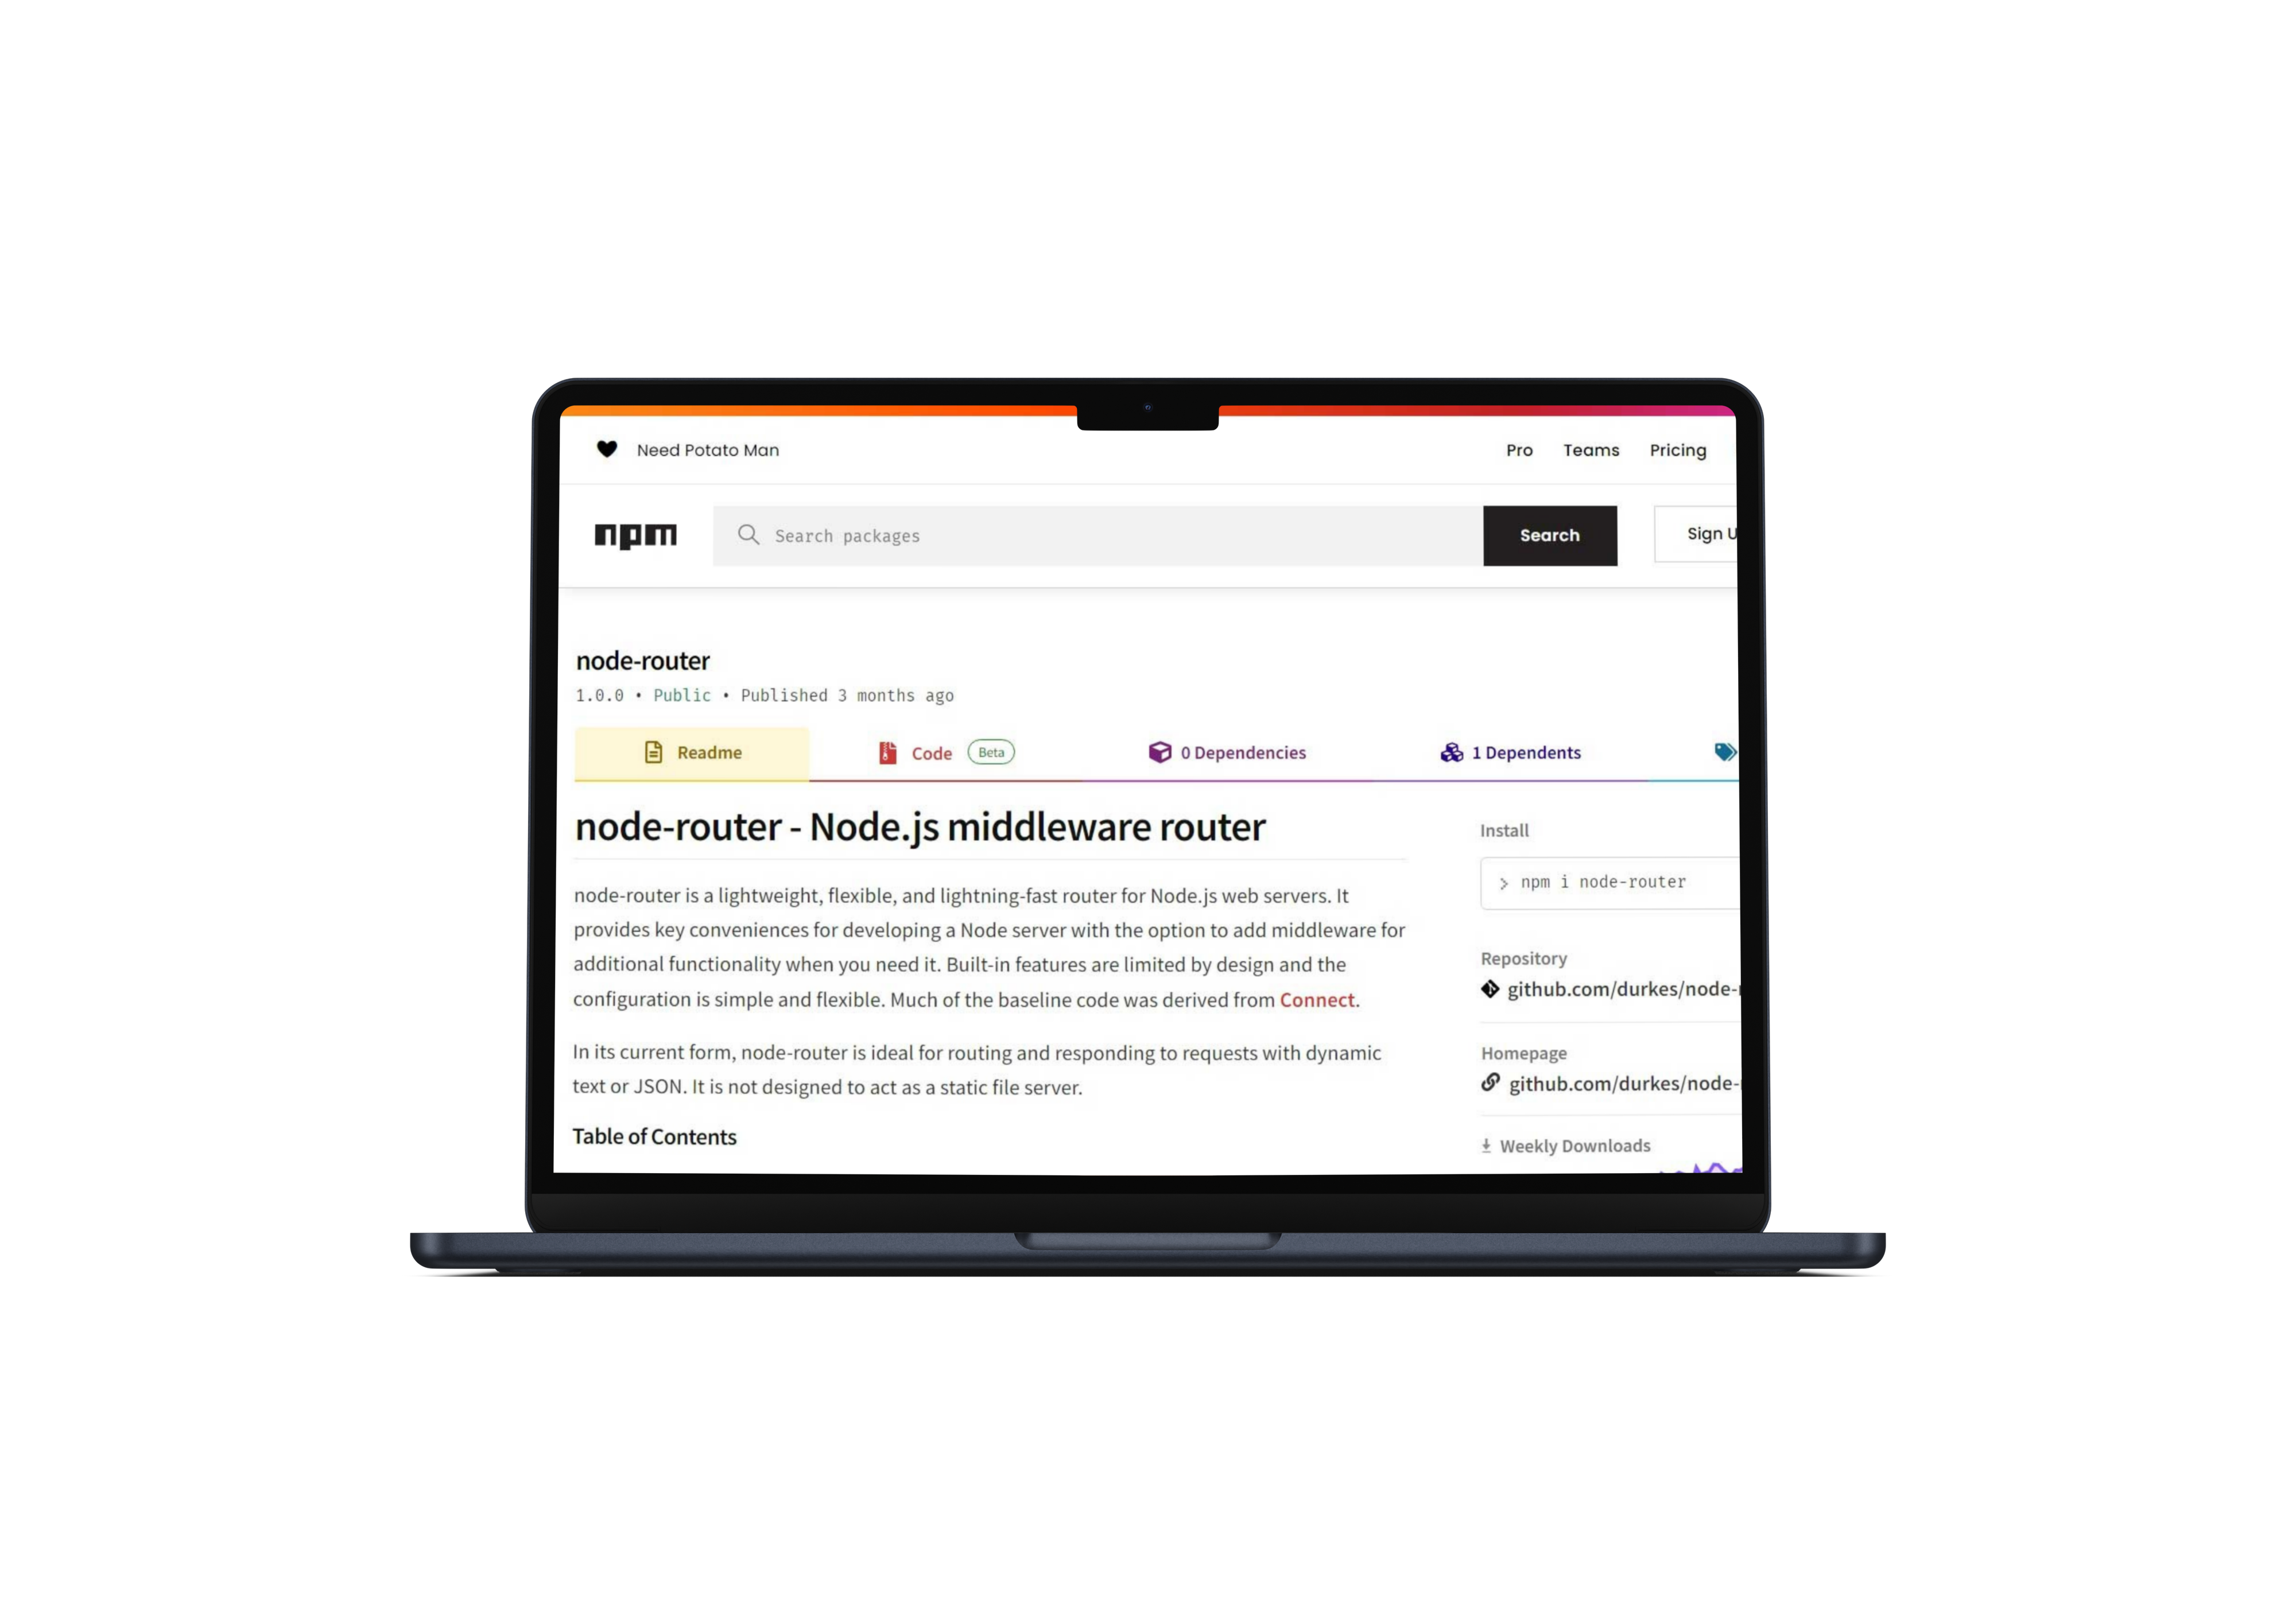 Need Potato Man
Pro Teams Pricing
npm
Search packages
Search
Sign U
node-router
1.0.0 • Public • Published 3 months ago
Readme
Code Beta
0 Dependencies
1 Dependents
node-router - Node.js middleware router
node-router is a lightweight, flexible, and lightning-fast router for Node.js web servers. It
provides key conveniences for developing a Node server with the option to add middleware for
additional functionality when you need it. Built-in features are limited by design and the
configuration is simple and flexible. Much of the baseline code was derived from Connect.
In its current form, node-router is ideal for routing and responding to requests with dynamic
text or JSON. It is not designed to act as a static file server.
Table of Contents
Install
> npm i node-router
Repository
github.com/durkes/node-
Homepage
github.com/durkes/node-
Weekly Downloads